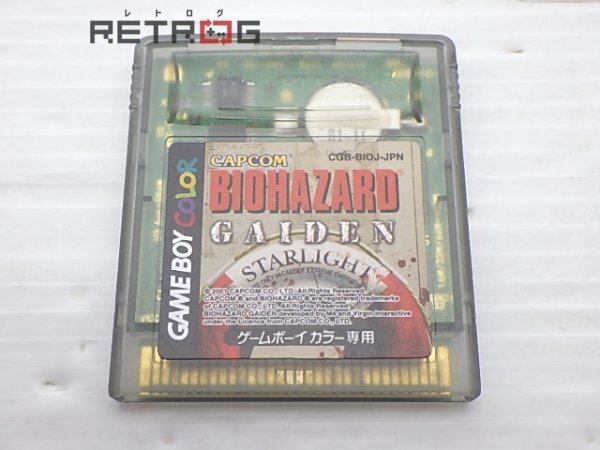 レトログ
RETROG
CAPCOM
CGB-BIOJ-JPN
BIOHAZARD®
GAIDEN
STARLIGHT
GAME BOY COLOR
© 2001 CAPCOM CO., LTD. All Rights Reserved.
CAPCOM ® and BIOHAZARD ® are registered trademarks
of CAPCOM CO., LTD. All Rights Reserved.
BIOHAZARD GAIDEN developed by M4 and Virgin Interactive
under the Licence from CAPCOM CO., LTD.
ゲームボーイ カラー専用